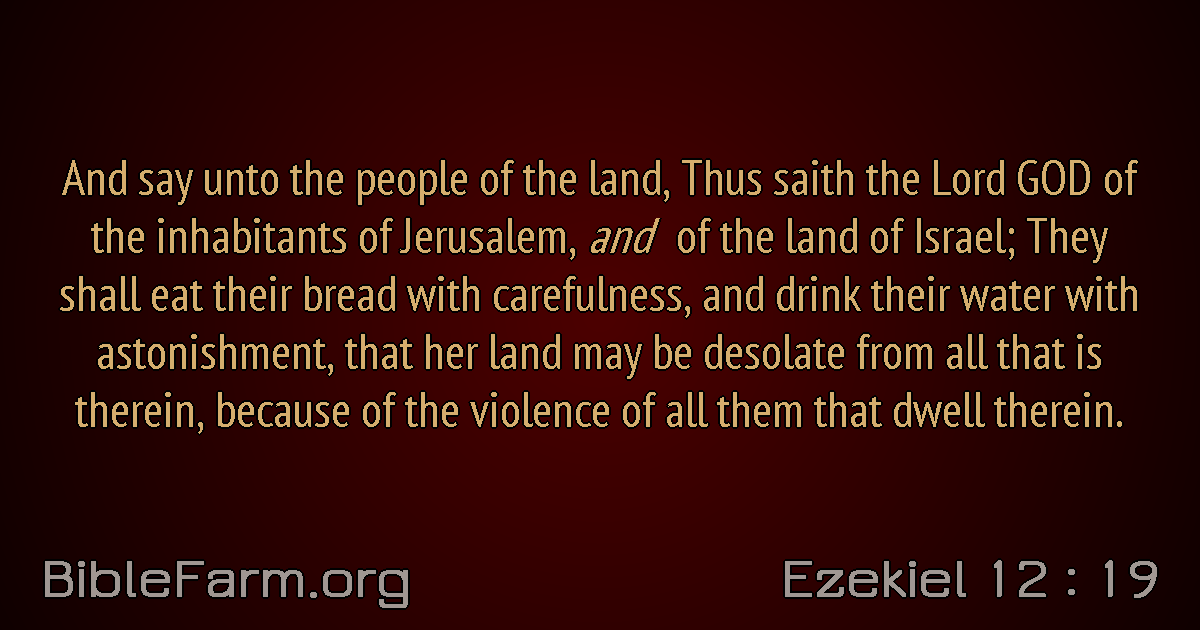 And say unto the people of the land, Thus saith the Lord GOD of
the inhabitants of Jerusalem, and of the land of Israel; They
shall eat their bread with carefulness, and drink their water with
astonishment, that her land may be desolate from all that is
therein, because of the violence of all them that dwell therein.
BibleFarm.org
Ezekiel 12 : 19